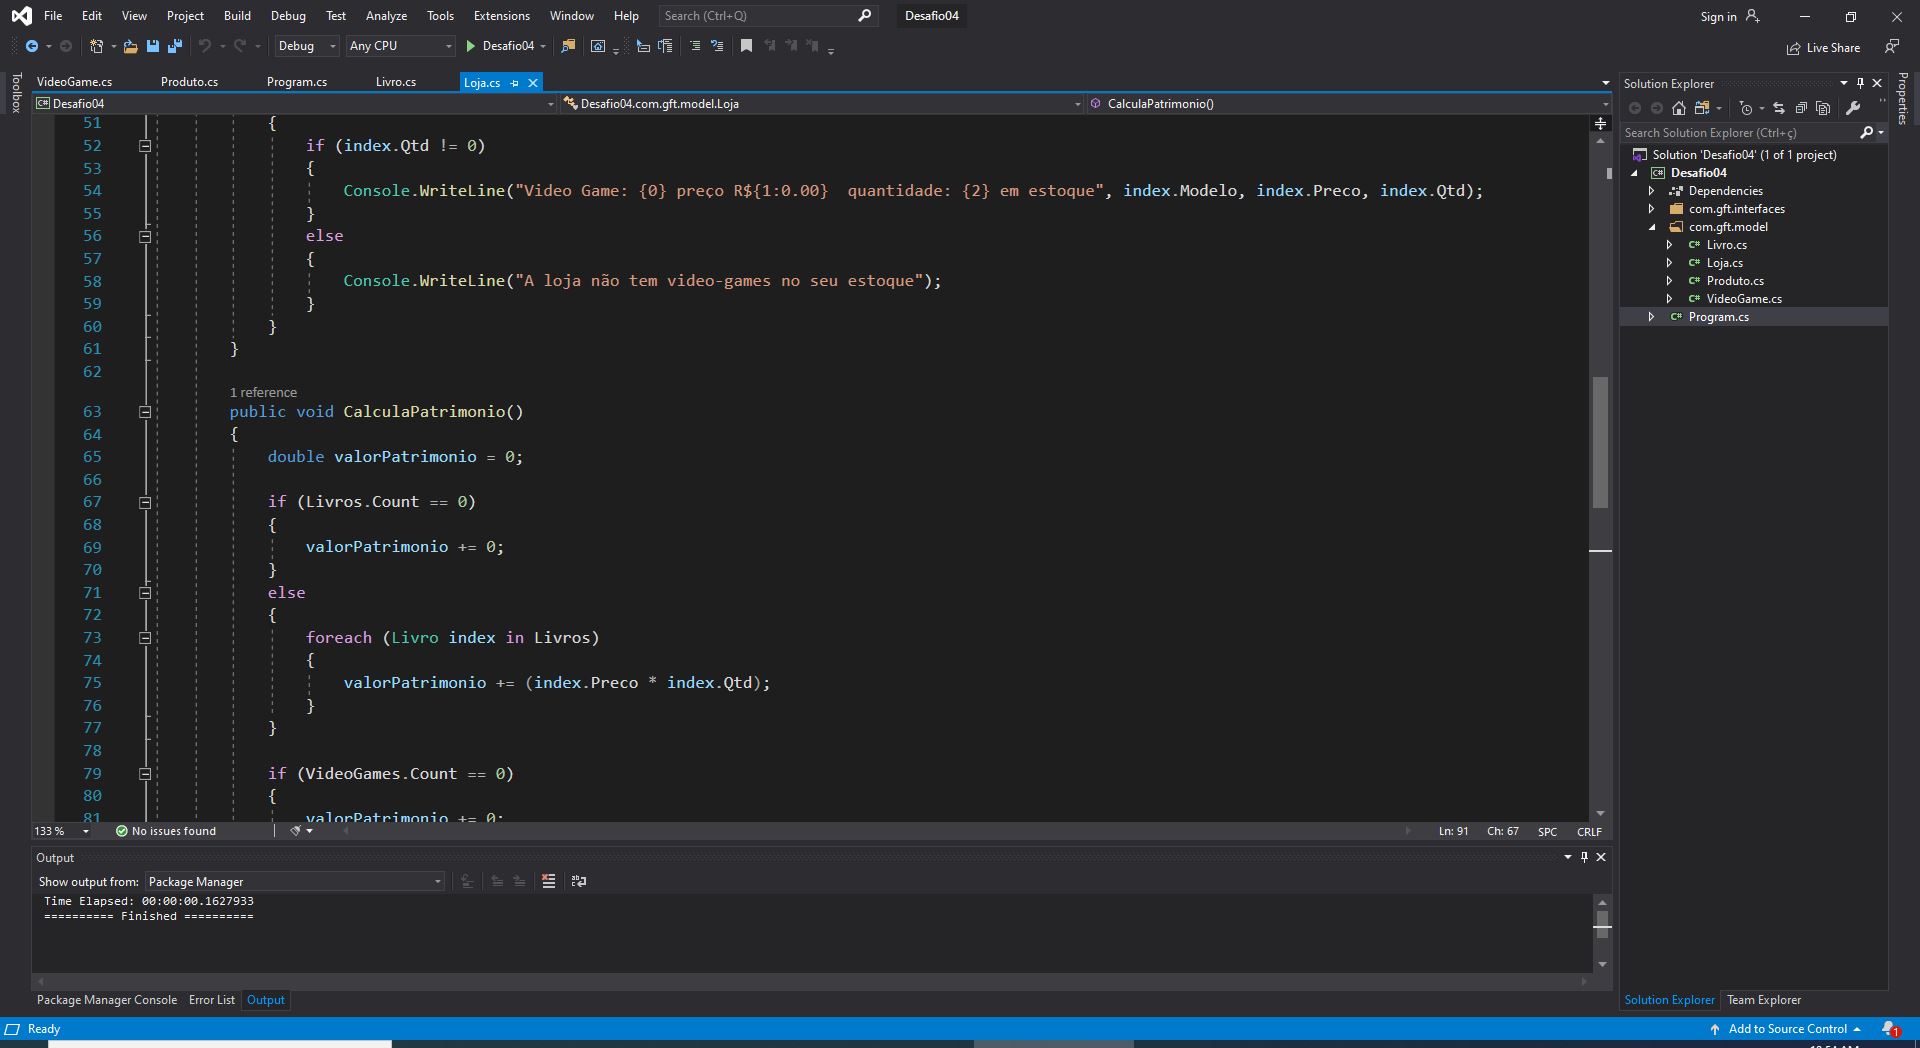 File Edit View Project Build Debug Test Analyze Tools Extensions Window Help Search (Ctrl+Q) Desafio04 Sign in
Debug Any CPU Desafio04 Live Share
Toolbox
VideoGame.cs Produto.cs Program.cs Livro.cs Loja.cs
C# Desafio04 Desafio04.com.gft.model.Loja CalculaPatrimonio()
51 {
52 if (index.Qtd != 0)
53 {
54 Console.WriteLine("Video Game: {0} preço R${1:0.00}  quantidade: {2} em estoque", index.Modelo, index.Preco, index.Qtd);
55 }
56 else
57 {
58 Console.WriteLine("A loja não tem video-games no seu estoque");
59 }
60 }
61 }
62
1 reference
63 public void CalculaPatrimonio()
64 {
65 double valorPatrimonio = 0;
66
67 if (Livros.Count == 0)
68 {
69 valorPatrimonio += 0;
70 }
71 else
72 {
73 foreach (Livro index in Livros)
74 {
75 valorPatrimonio += (index.Preco * index.Qtd);
76 }
77 }
78
79 if (VideoGames.Count == 0)
80 {
81 valorPatrimonio += 0;
133 % No issues found Ln: 91 Ch: 67 SPC CRLF
Output
Show output from: Package Manager
Time Elapsed: 00:00:00.1627933
========== Finished ==========
Package Manager Console Error List Output
Solution Explorer
Search Solution Explorer (Ctrl+ç)
Solution 'Desafio04' (1 of 1 project)
C# Desafio04
Dependencies
com.gft.interfaces
com.gft.model
C# Livro.cs
C# Loja.cs
C# Produto.cs
C# VideoGame.cs
C# Program.cs
Solution Explorer Team Explorer
Properties
Ready Add to Source Control 1